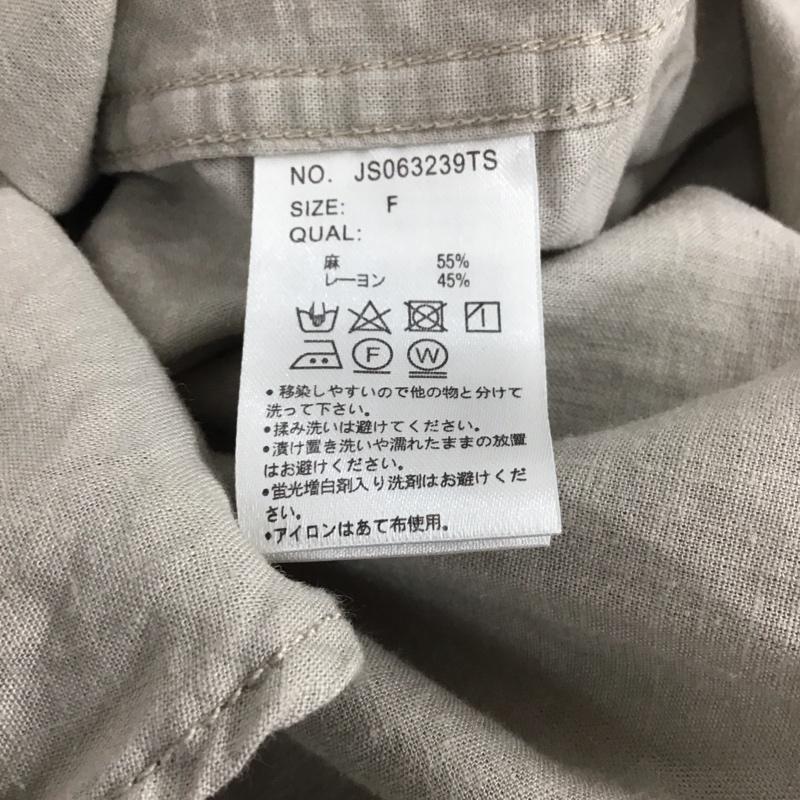 NO. JS063239TS
SIZE: F
QUAL:
麻 55%
レーヨン 45%
F W
• 移染しやすいので他の物と分けて
洗って下さい。
•揉み洗いは避けてください。
•漬け置き洗いや濡れたままの放置
はお避けください。
•蛍光増白剤入り洗剤はお避けくだ
さい。
•アイロンはあて布使用。